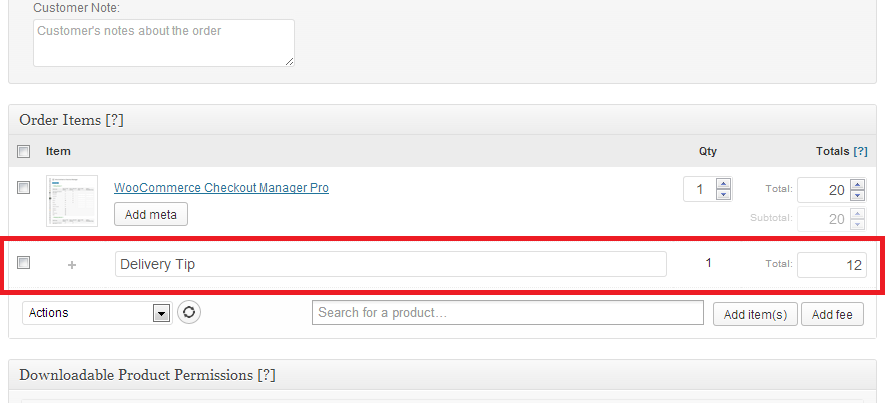 Customer Note:
Customer's notes about the order
Order Items [?]
Item Qty Totals [?]
WooCommerce Checkout Manager Pro 1 Total: 20
Add meta Subtotal: 20
+ Delivery Tip 1 Total: 12
Actions Search for a product... Add item(s) Add fee
Downloadable Product Permissions [?]